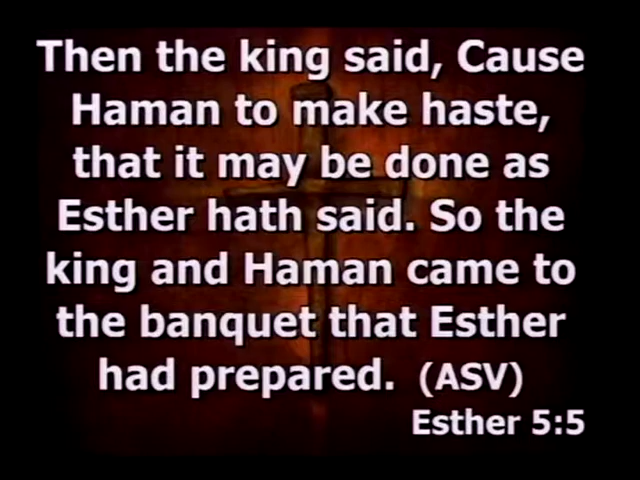 Then the king said, Cause
Haman to make haste,
that it may be done as
Esther hath said. So the
king and Haman came to
the banquet that Esther
had prepared. (ASV)
Esther 5:5